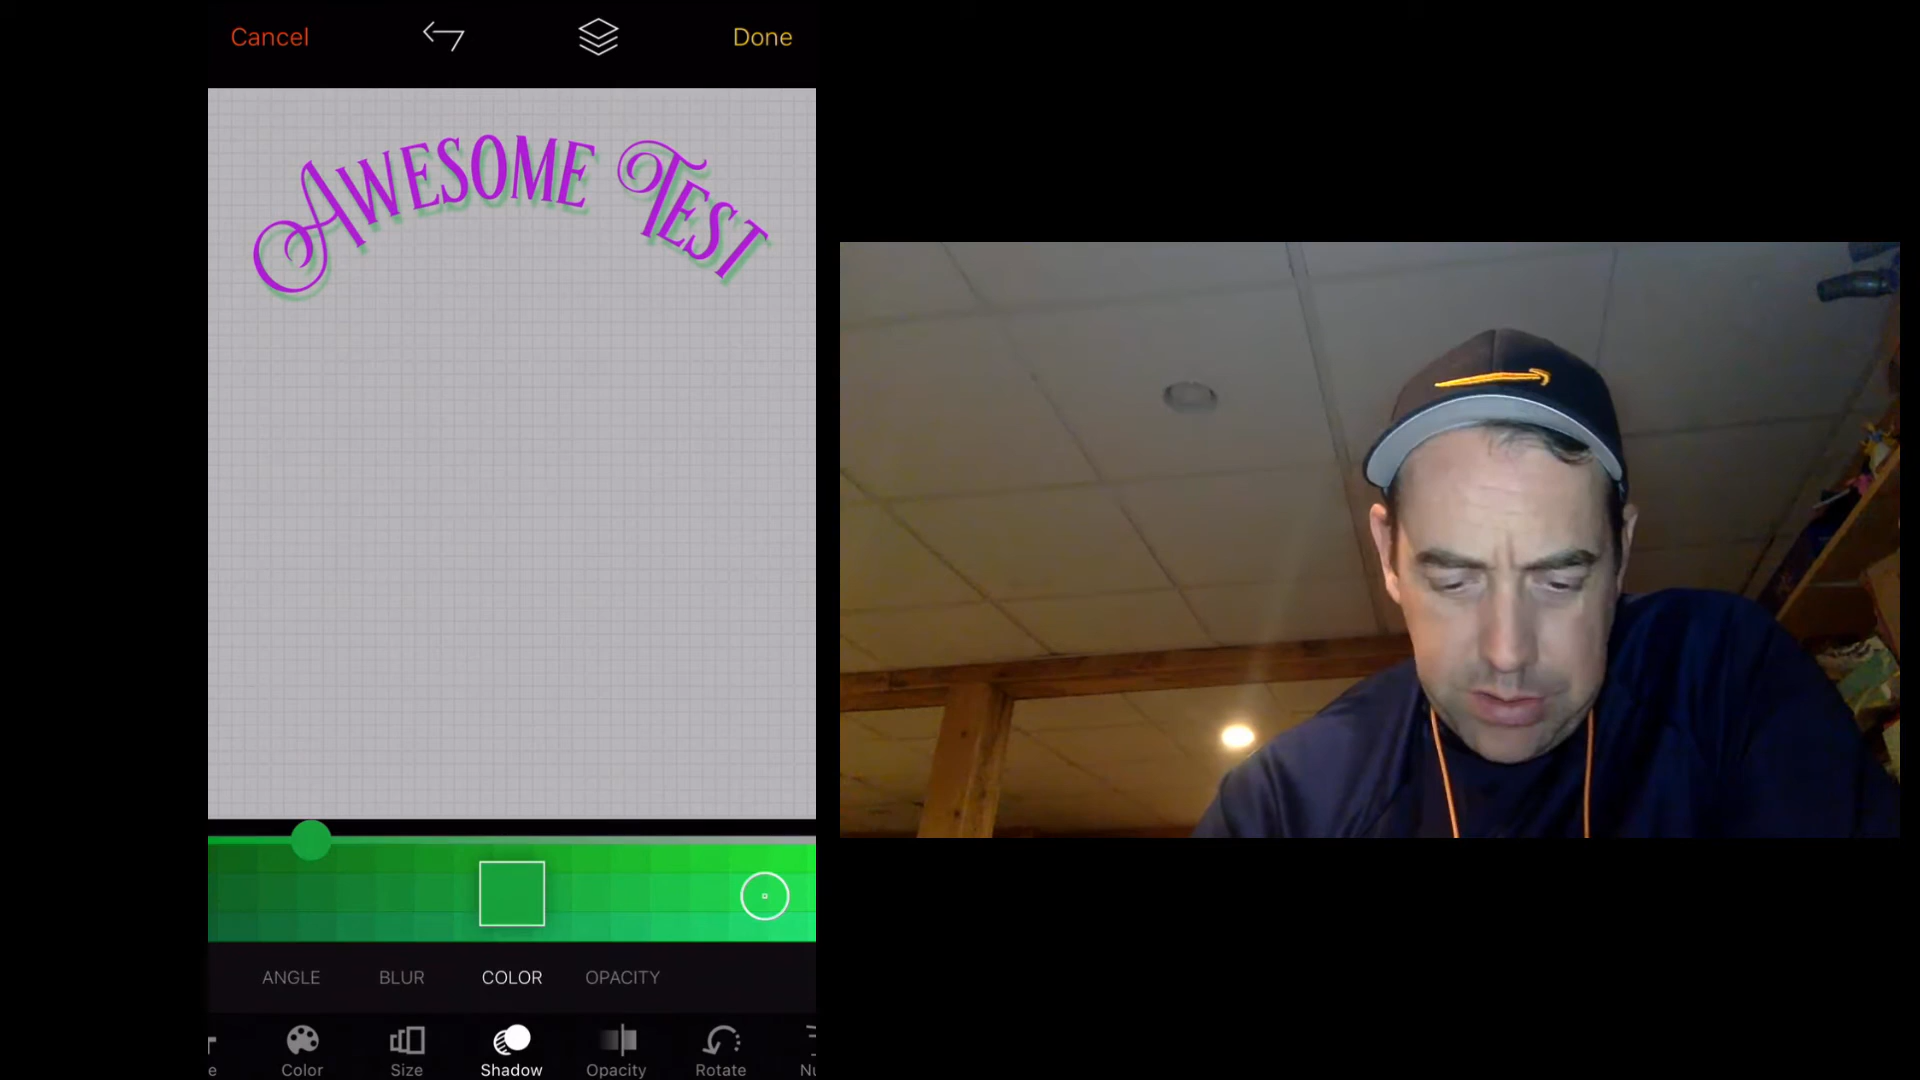 Cancel
Done
Awesome Test
ANGLE
BLUR
COLOR
OPACITY
Color
Size
Shadow
Opacity
Rotate